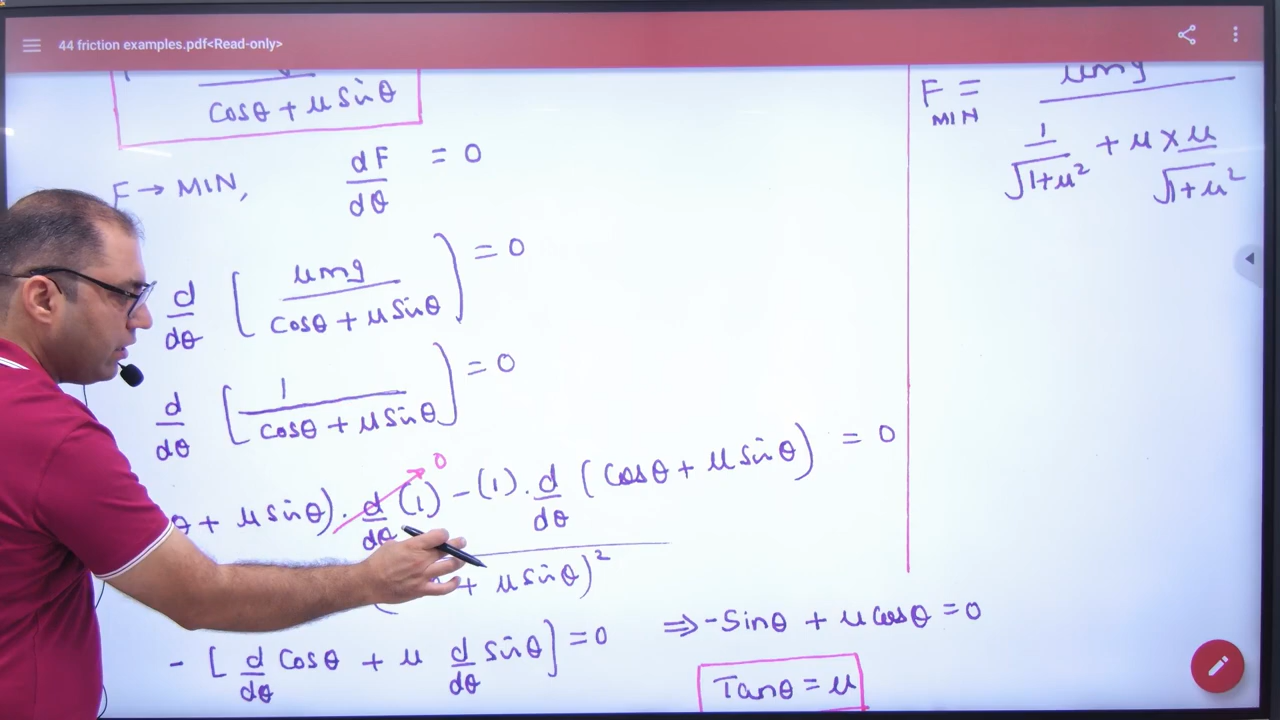 44 friction examples.pdf<Read-only>
cosθ + μ sinθ
F → MIN, dF/dθ = 0
d/dθ [μmg / (cosθ + μ sinθ)] = 0
d/dθ [1 / (cosθ + μ sinθ)] = 0
θ + μ sinθ) . d/dθ (1) - (1) . d/dθ (cosθ + μ sinθ) = 0
0
+ μ sinθ)²
- [d/dθ cosθ + μ d/dθ sinθ] = 0
⇒ - sinθ + μ cosθ = 0
Tanθ = μ
F MIN = μmg
1/√1+μ² + μ × μ/√1+μ²